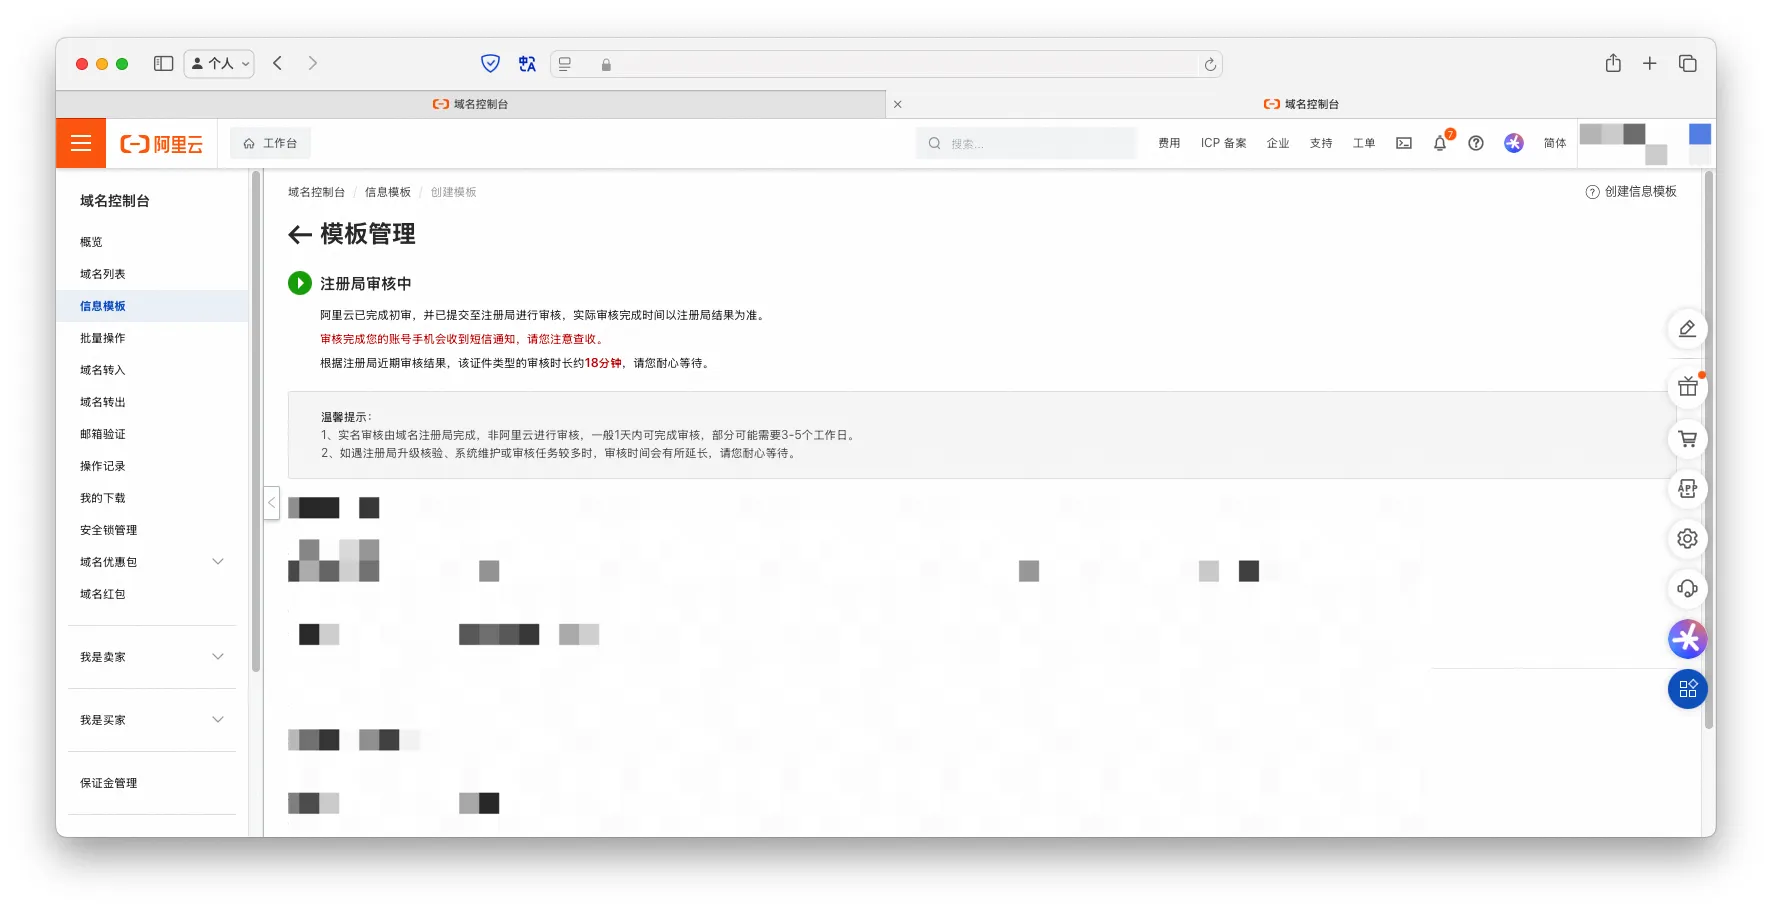 个人
域名控制台
域名控制台
阿里云
工作台
搜索...
费用
ICP 备案
企业
支持
工单
7
简体
域名控制台
概览
域名列表
信息模板
批量操作
域名转入
域名转出
邮箱验证
操作记录
我的下载
安全锁管理
域名优惠包
域名红包
我是卖家
我是买家
保证金管理
域名控制台 / 信息模板 / 创建模板
创建信息模板
模板管理
注册局审核中
阿里云已完成初审，并已提交至注册局进行审核，实际审核完成时间以注册局结果为准。
审核完成您的账号手机会收到短信通知，请您注意查收。
根据注册局近期审核结果，该证件类型的审核时长约18分钟，请您耐心等待。
温馨提示：
1、实名审核由域名注册局完成，非阿里云进行审核，一般1天内可完成审核，部分可能需要3-5个工作日。
2、如遇注册局升级核验、系统维护或审核任务较多时，审核时间会有所延长，请您耐心等待。
APP